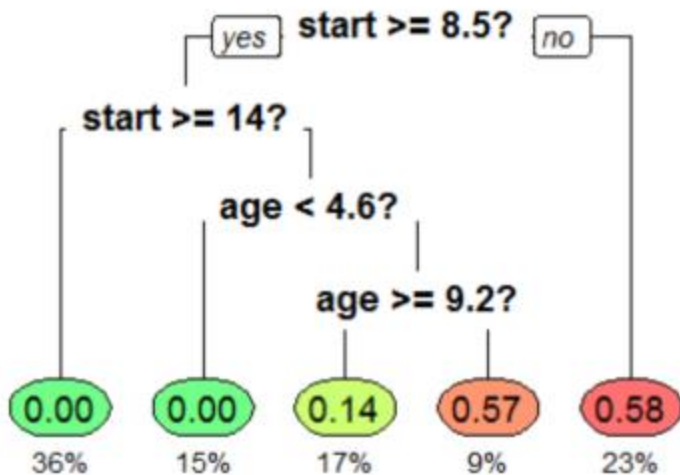 yes start >= 8.5? no
start >= 14?
age < 4.6?
age >= 9.2?
0.00 0.00 0.14 0.57 0.58
36% 15% 17% 9% 23%